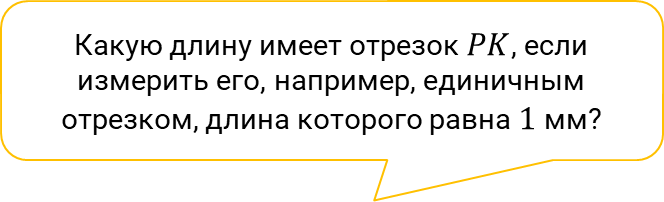 Какую длину имеет отрезок PK, если
измерить его, например, единичным
отрезком, длина которого равна 1 мм?